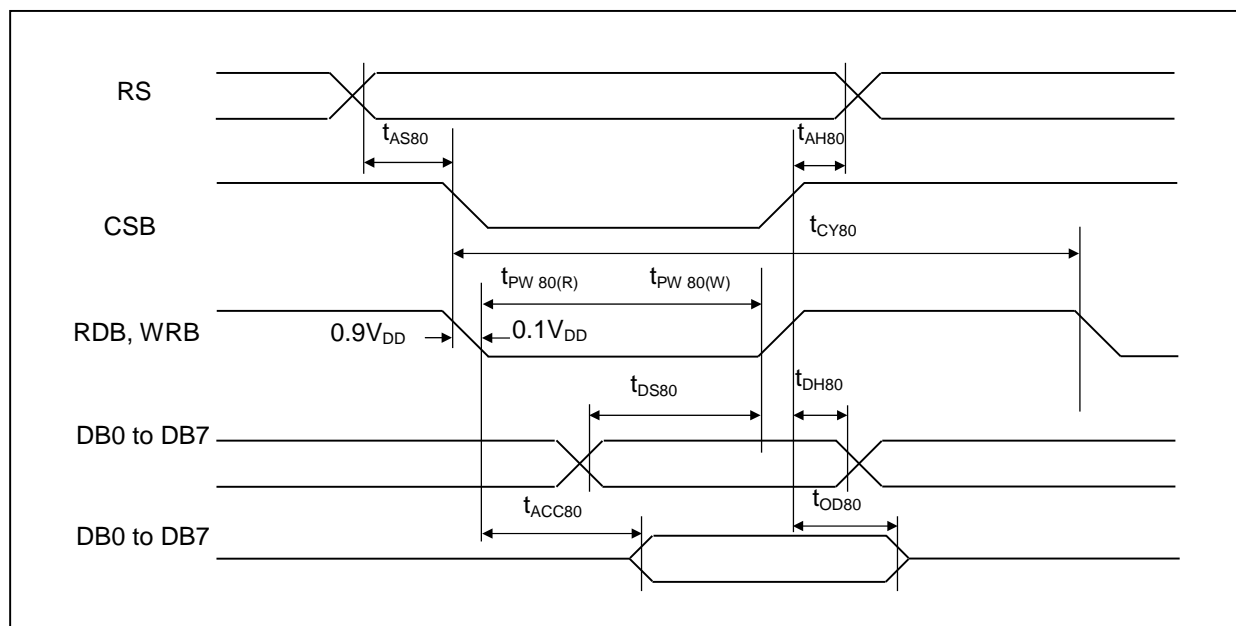 RS
tAS80
tAH80
CSB
tCY80
tPW 80(R)
tPW 80(W)
RDB, WRB
0.9VDD
0.1VDD
tDS80
tDH80
DB0 to DB7
tACC80
tOD80
DB0 to DB7